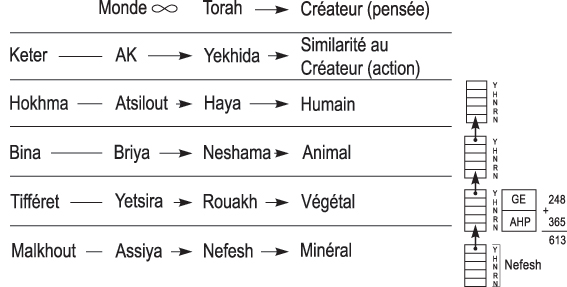 Monde ∞ Torah Créateur (pensée)
Keter AK Yekhida Similarité au
Créateur (action)
Hokhma Atsilout Haya Humain
Bina Briya Neshama Animal
Tifféret Yetsira Rouakh Végétal
Malkhout Assiya Nefesh Minéral
Y
H
N
R
N
Y
H
N
R
N
Y
H
N
R
N
GE 248
+
AHP 365
613
Y
H
N
R
N
Nefesh